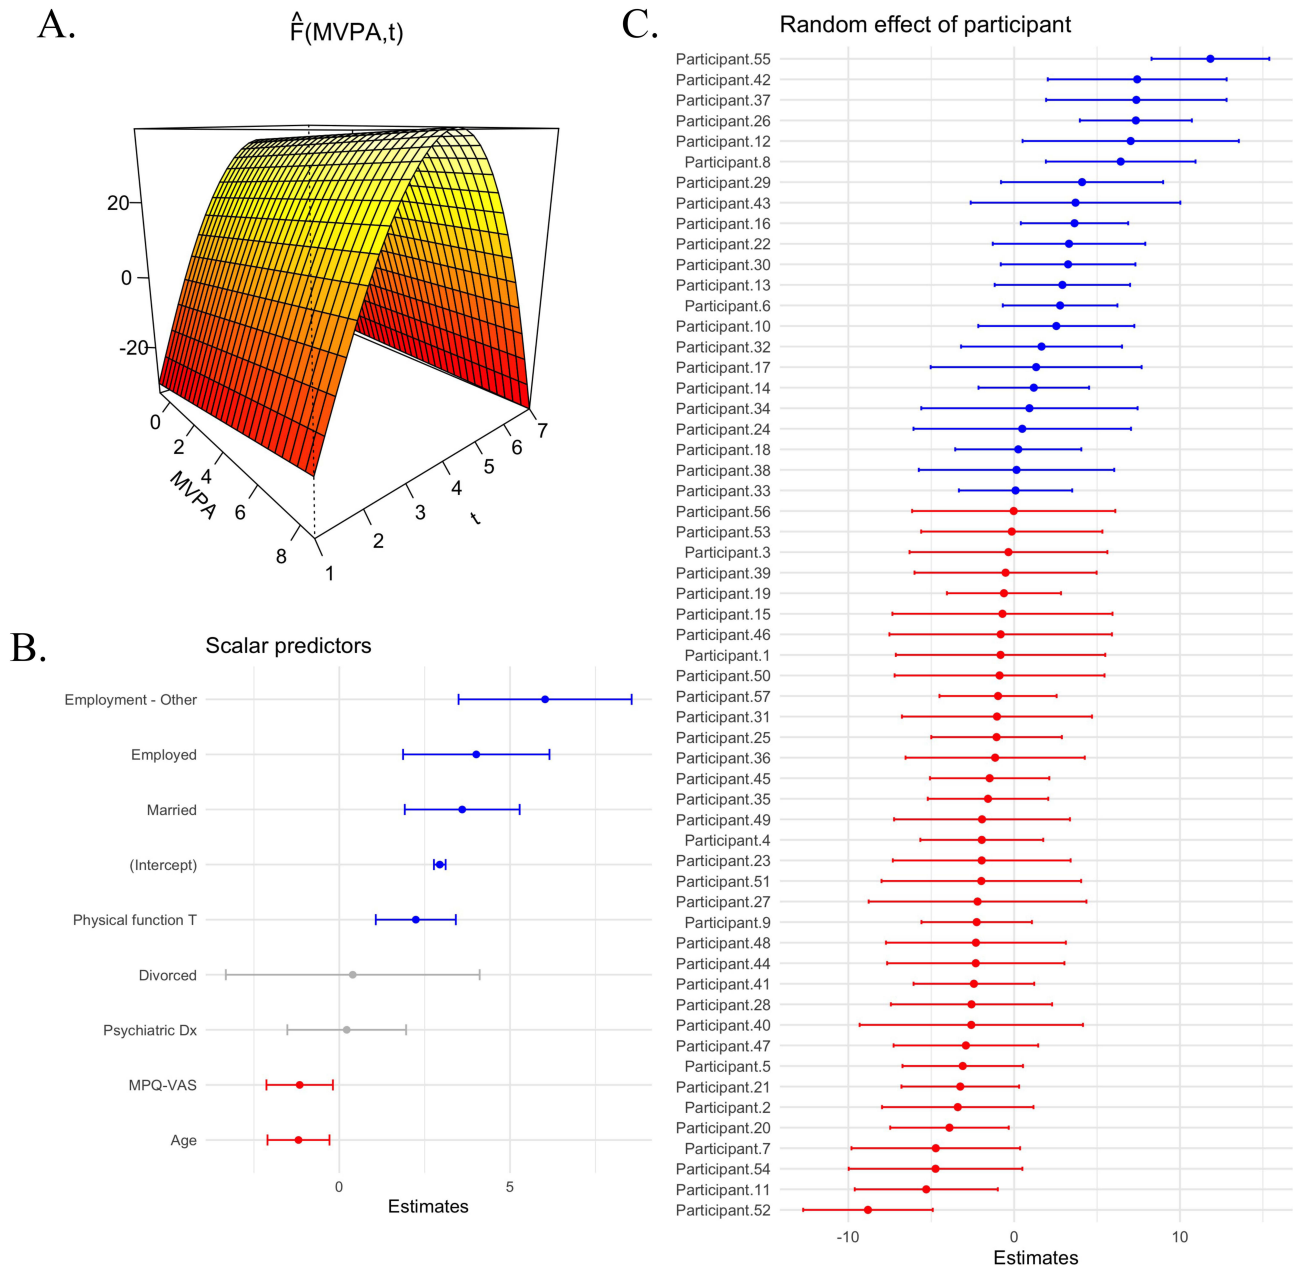 A.
F̂(MVPA,t)
20
0
-20
0
2
4
6
8
MVPA
1
2
3
4
5
6
7
t
B.
Scalar predictors
Employment - Other
Employed
Married
(Intercept)
Physical function T
Divorced
Psychiatric Dx
MPQ-VAS
Age
0 5
Estimates
C.
Random effect of participant
Participant.55
Participant.42
Participant.37
Participant.26
Participant.12
Participant.8
Participant.29
Participant.43
Participant.16
Participant.22
Participant.30
Participant.13
Participant.6
Participant.10
Participant.32
Participant.17
Participant.14
Participant.34
Participant.24
Participant.18
Participant.38
Participant.33
Participant.56
Participant.53
Participant.3
Participant.39
Participant.19
Participant.15
Participant.46
Participant.1
Participant.50
Participant.57
Participant.31
Participant.25
Participant.36
Participant.45
Participant.35
Participant.49
Participant.4
Participant.23
Participant.51
Participant.27
Participant.9
Participant.48
Participant.44
Participant.41
Participant.28
Participant.40
Participant.47
Participant.5
Participant.21
Participant.2
Participant.20
Participant.7
Participant.54
Participant.11
Participant.52
-10 0 10
Estimates